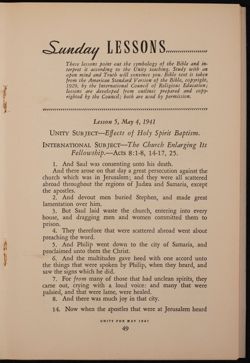 Sunday LESSONS
These lessons point out the symbology of the Bible and in-
terpret it according to the Unity teaching. Study with an
open mind and Truth will convince you. Bible text is taken
from the American Standard Version of the Bible, copyright,
1929, by the International Council of Religious Education;
lessons are developed from outlines prepared and copy-
righted by the Council; both are used by permission.
Lesson 5, May 4, 1941
UNITY SUBJECT—Effects of Holy Spirit Baptism.
INTERNATIONAL SUBJECT—The Church Enlarging Its
Fellowship.—Acts 8:1-8, 14-17, 25.
1. And Saul was consenting unto his death.
And there arose on that day a great persecution against the
church which was in Jerusalem; and they were all scattered
abroad throughout the regions of Judæa and Samaria, except
the apostles.
2. And devout men buried Stephen, and made great
lamentation over him.
3. But Saul laid waste the church, entering into every
house, and dragging men and women committed them to
prison.
4. They therefore that were scattered abroad went about
preaching the word.
5. And Philip went down to the city of Samaria, and
proclaimed unto them the Christ.
6. And the multitudes gave heed with one accord unto
the things that were spoken by Philip, when they heard, and
saw the signs which he did.
7. For from many of those that had unclean spirits, they
came out, crying with a loud voice: and many that were
palsied, and that were lame, were healed.
8. And there was much joy in that city.
14. Now when the apostles that were at Jerusalem heard
UNITY FOR MAY 1941
49